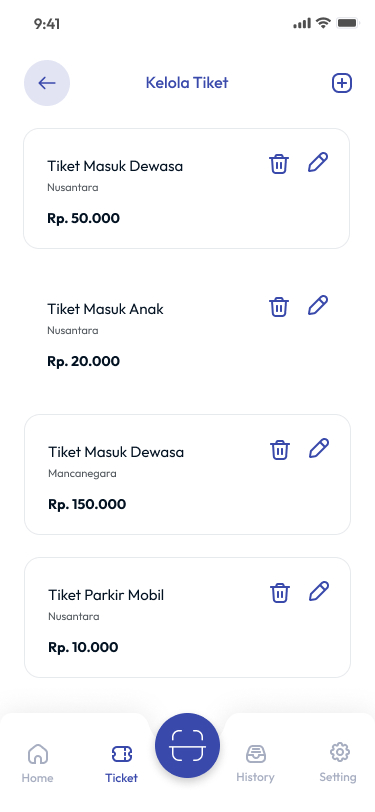 9:41
Kelola Tiket
Tiket Masuk Dewasa
Nusantara
Rp. 50.000
Tiket Masuk Anak
Nusantara
Rp. 20.000
Tiket Masuk Dewasa
Mancanegara
Rp. 150.000
Tiket Parkir Mobil
Nusantara
Rp. 10.000
Home
Ticket
History
Setting